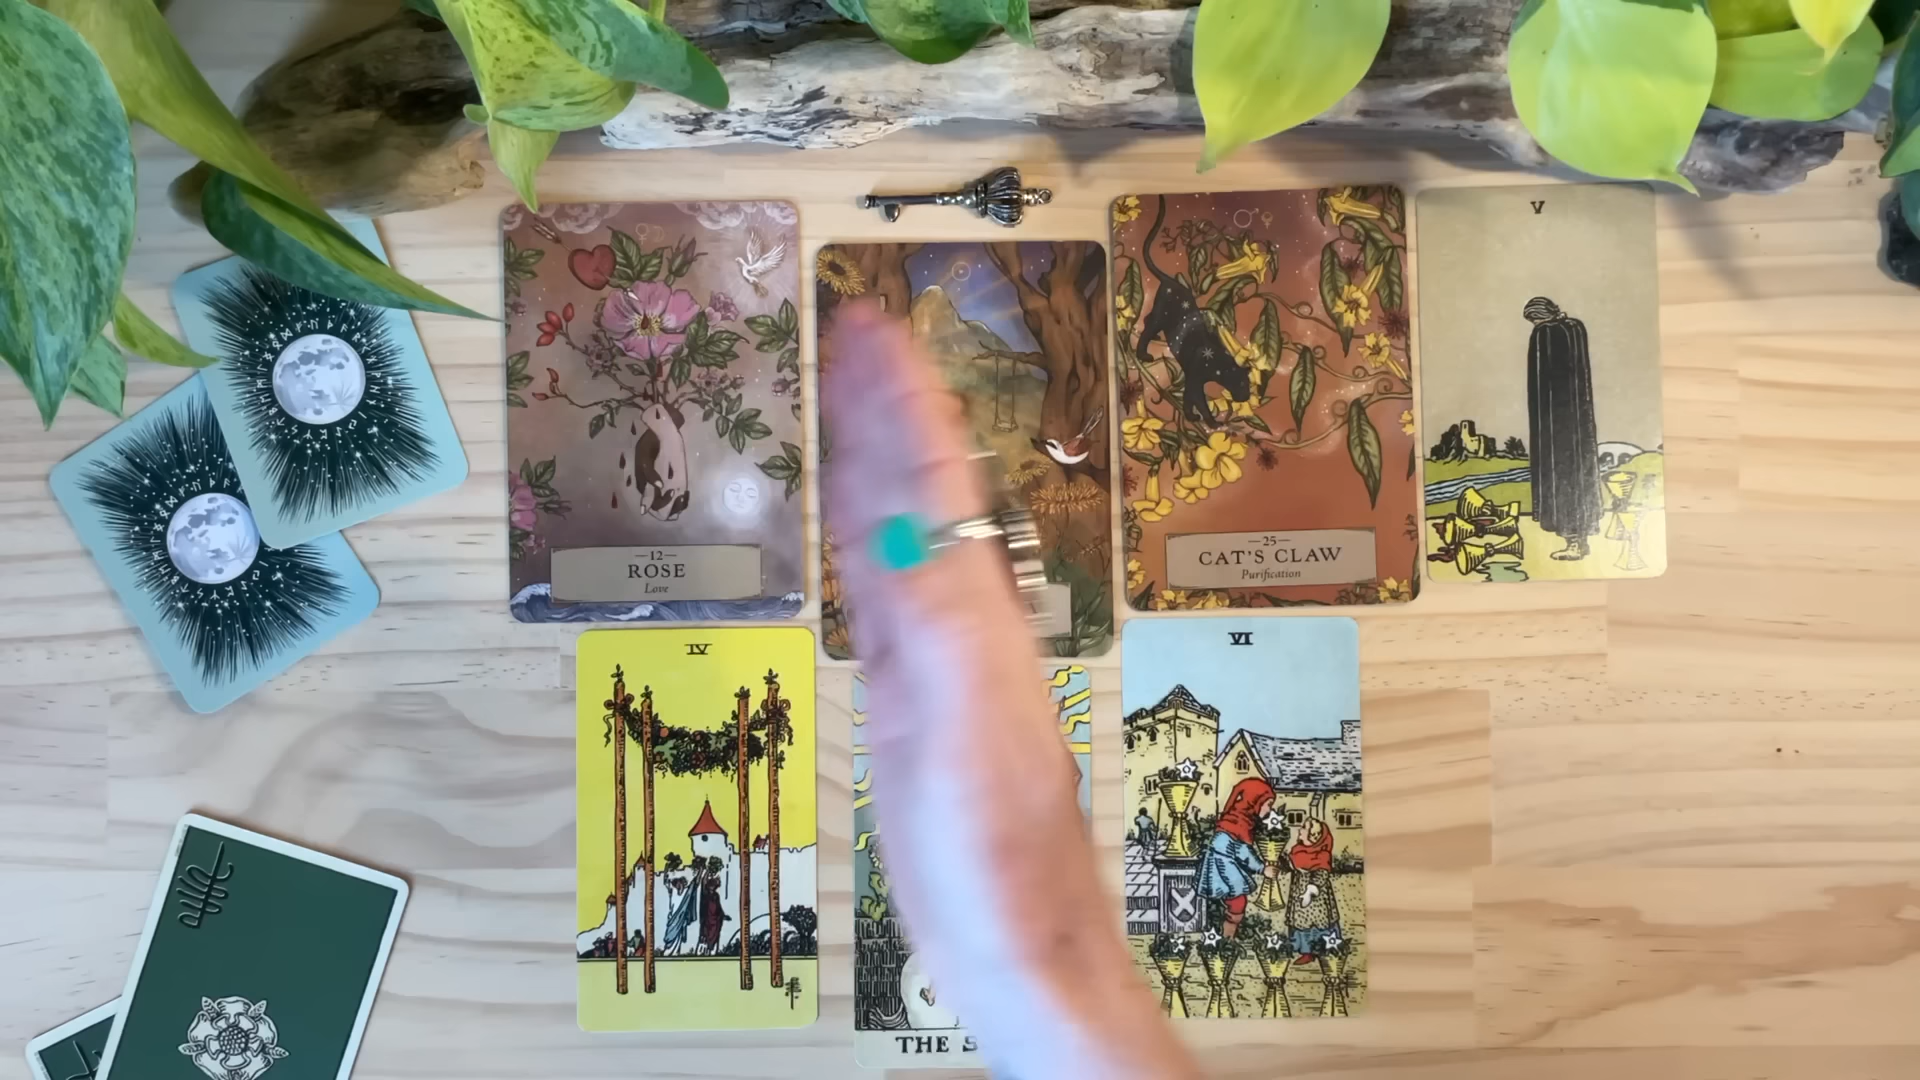 V
—12—
ROSE
Love
—25—
CAT'S CLAW
Purification
IV
VI
THE S